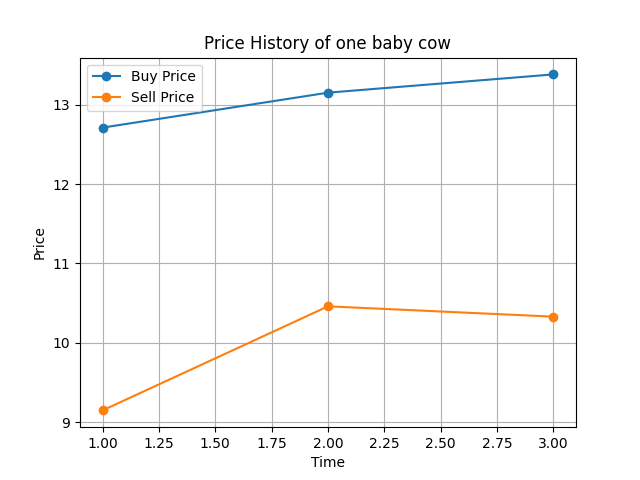 Price History of one baby cow
Buy Price
Sell Price
13
12
11
10
9
Price
1.00 1.25 1.50 1.75 2.00 2.25 2.50 2.75 3.00
Time